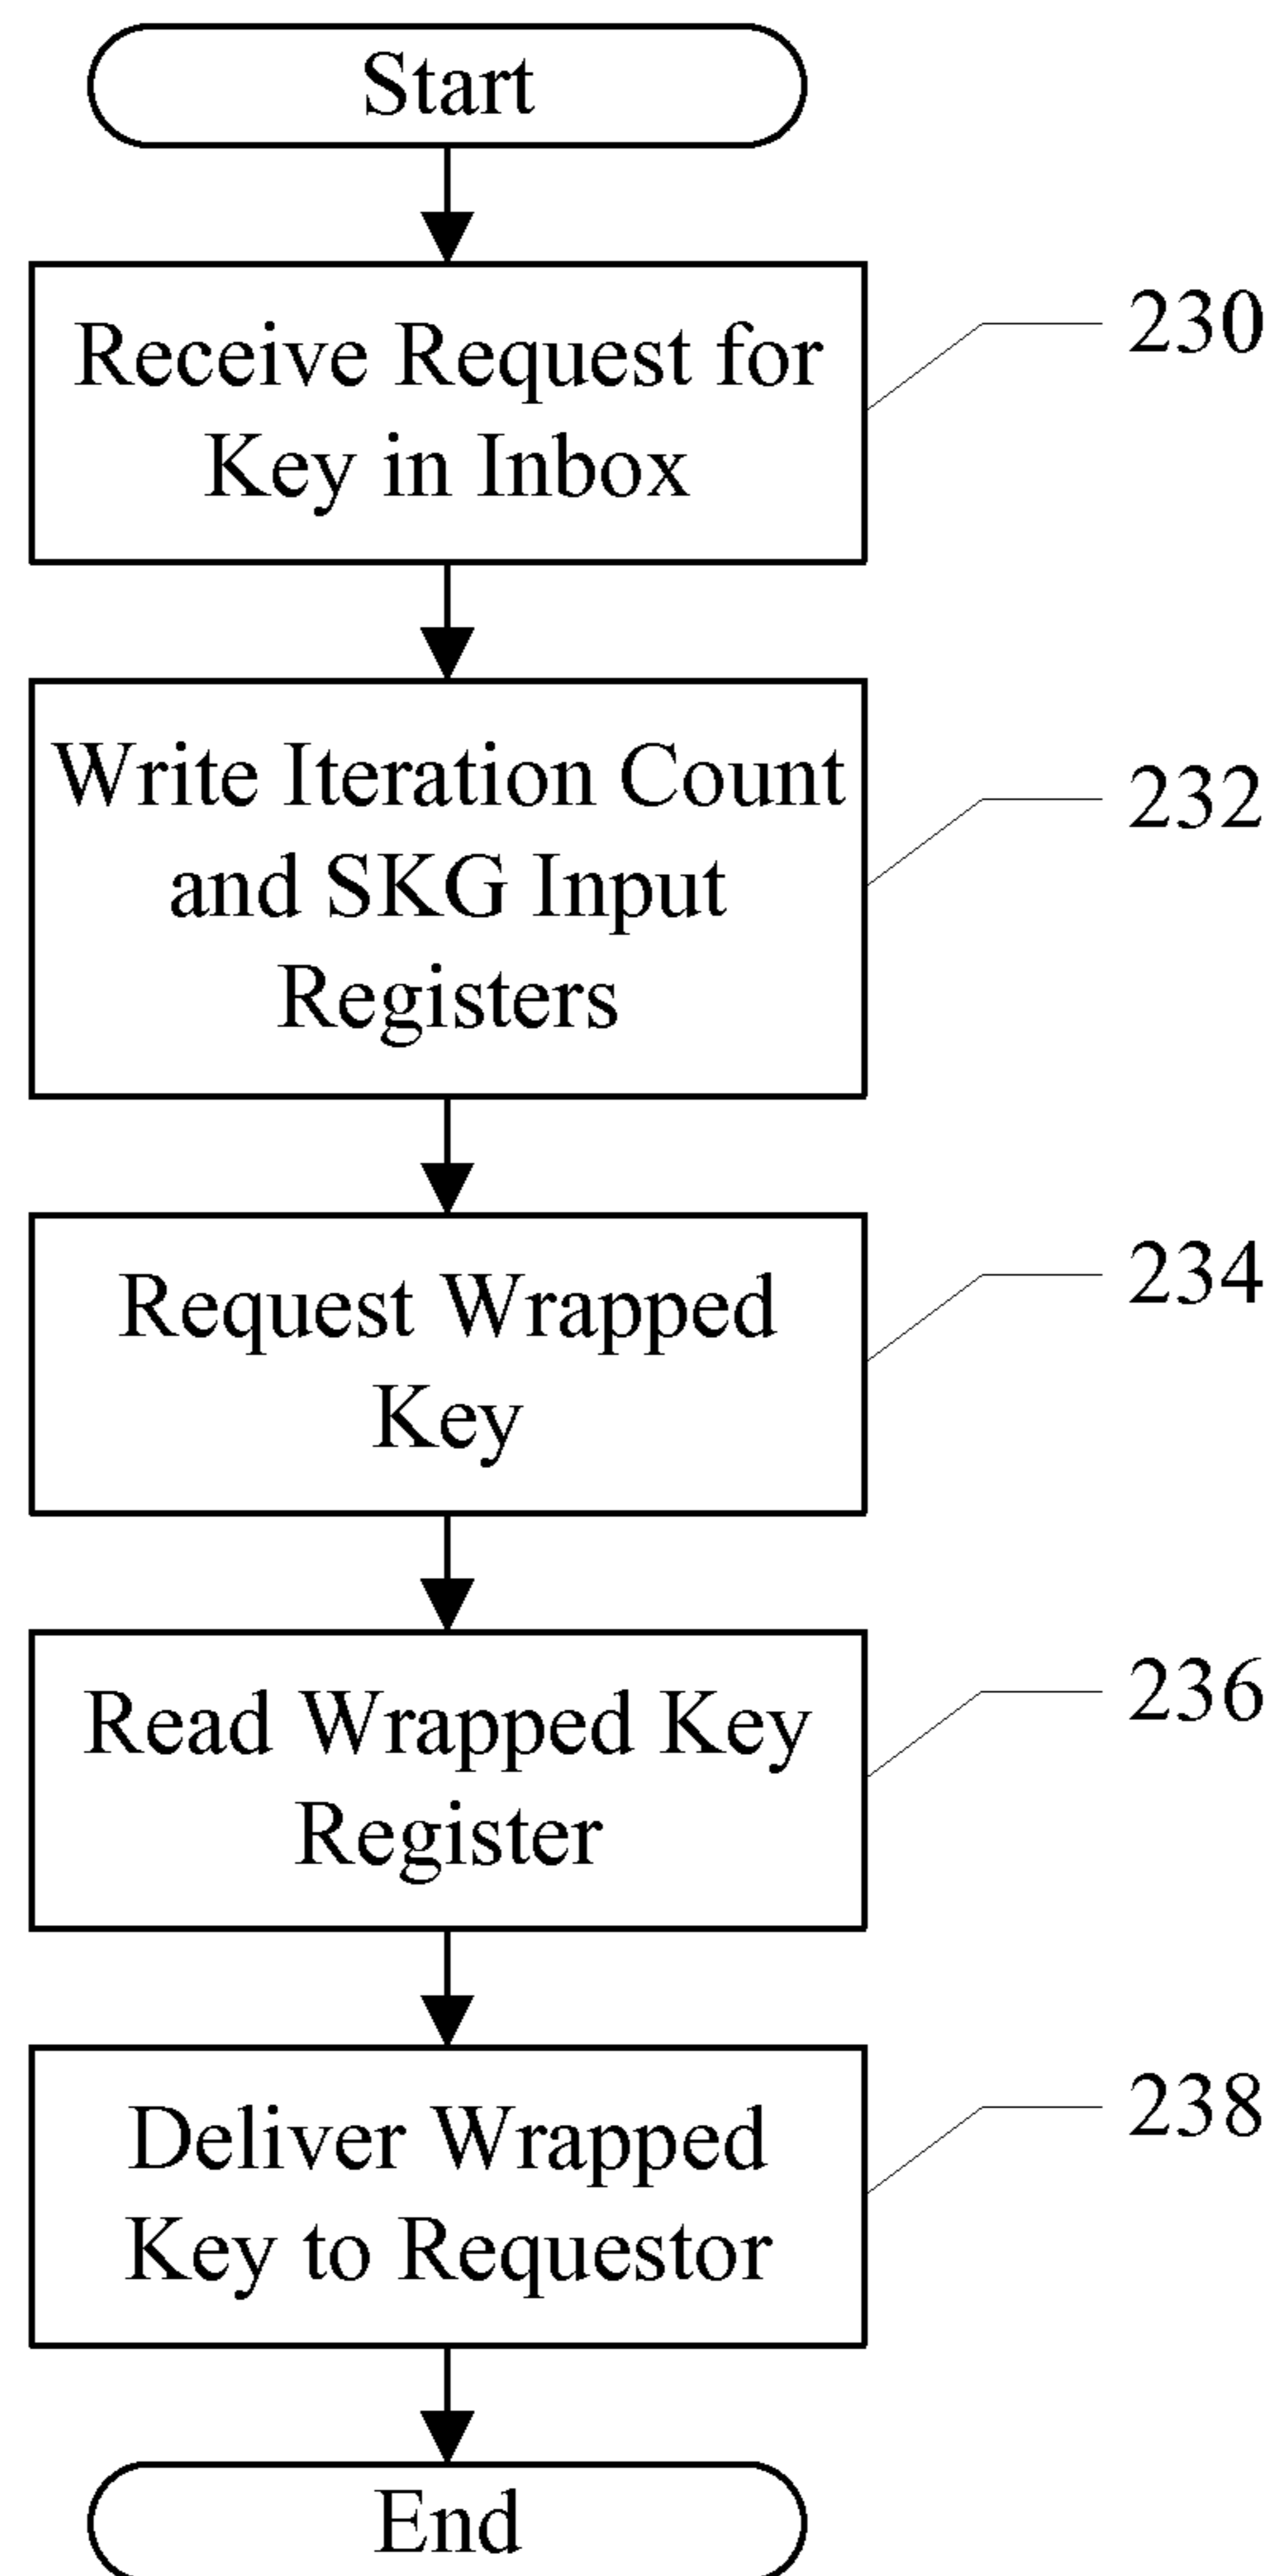 Start
Receive Request for
Key in Inbox
230
Write Iteration Count
and SKG Input
Registers
232
Request Wrapped
Key
234
Read Wrapped Key
Register
236
Deliver Wrapped
Key to Requestor
238
End